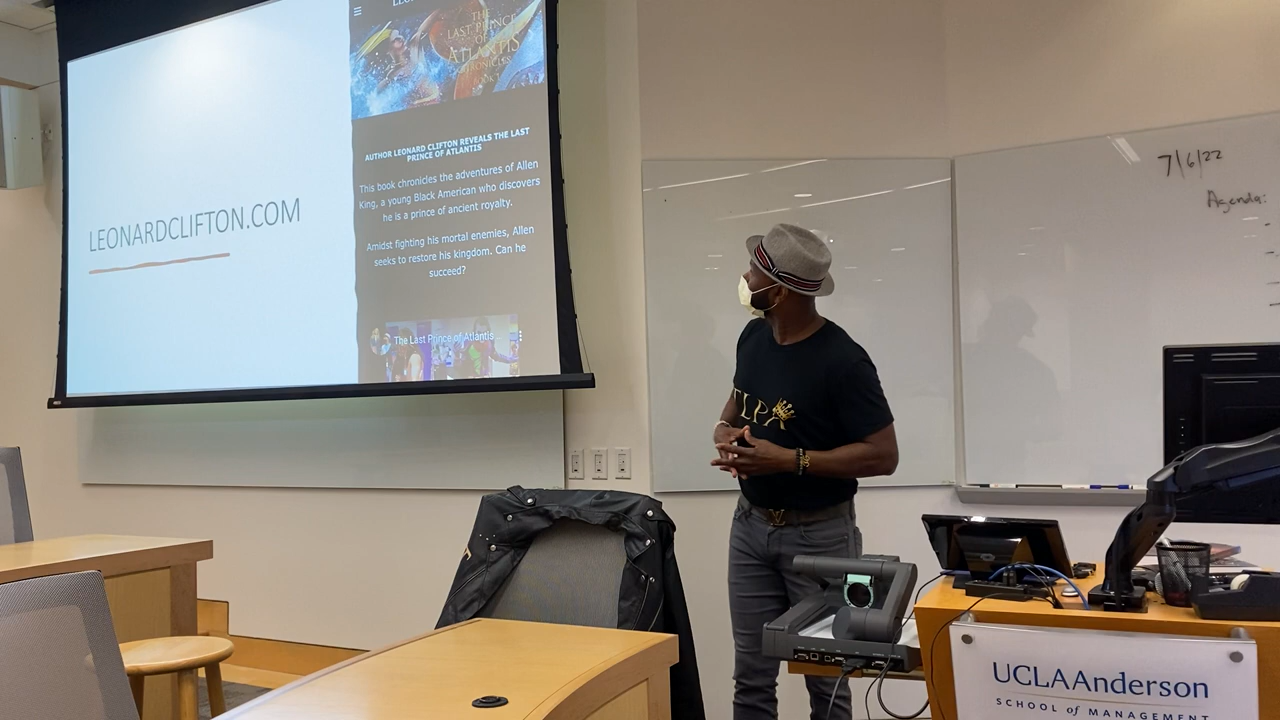 THE
LAST PRINCE
OF
ATLANTIS
CHRONICLES
BOOK I
AUTHOR LEONARD CLIFTON REVEALS THE LAST
PRINCE OF ATLANTIS
This book chronicles the adventures of Allen
King, a young Black American who discovers
he is a prince of ancient royalty.
Amidst fighting his mortal enemies, Allen
seeks to restore his kingdom. Can he
succeed?
The Last Prince of Atlantis...
LEONARDCLIFTON.COM
7/6/22
Agenda:
TLPA
UCLAAnderson
SCHOOL of MANAGEMENT